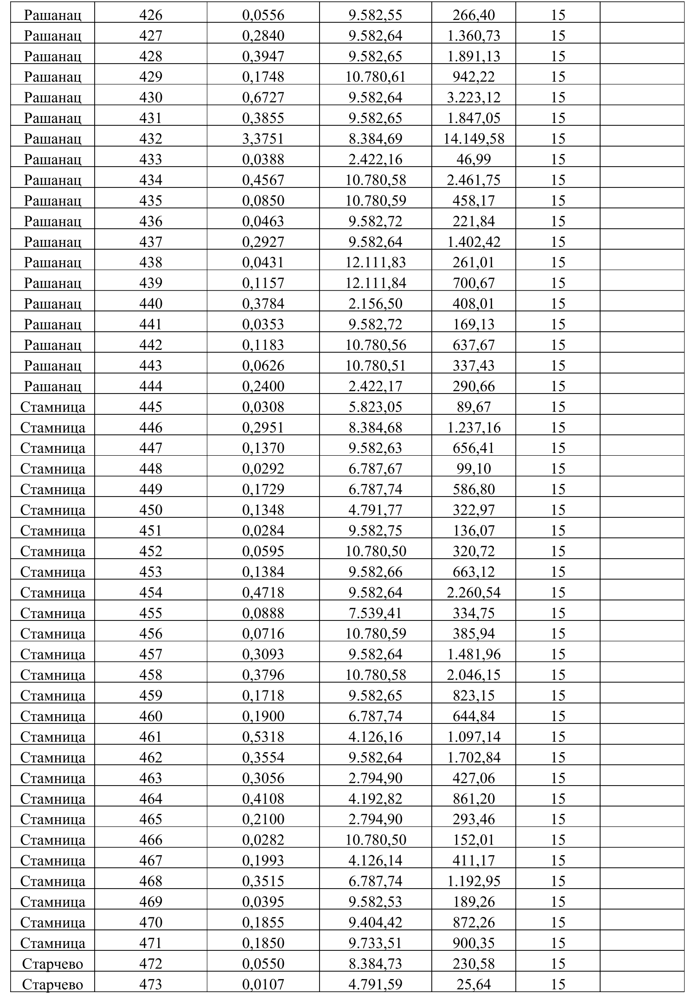 Рашанац 426 0,0556 9.582,55 266,40 15
Рашанац 427 0,2840 9.582,64 1.360,73 15
Рашанац 428 0,3947 9.582,65 1.891,13 15
Рашанац 429 0,1748 10.780,61 942,22 15
Рашанац 430 0,6727 9.582,64 3.223,12 15
Рашанац 431 0,3855 9.582,65 1.847,05 15
Рашанац 432 3,3751 8.384,69 14.149,58 15
Рашанац 433 0,0388 2.422,16 46,99 15
Рашанац 434 0,4567 10.780,58 2.461,75 15
Рашанац 435 0,0850 10.780,59 458,17 15
Рашанац 436 0,0463 9.582,72 221,84 15
Рашанац 437 0,2927 9.582,64 1.402,42 15
Рашанац 438 0,0431 12.111,83 261,01 15
Рашанац 439 0,1157 12.111,84 700,67 15
Рашанац 440 0,3784 2.156,50 408,01 15
Рашанац 441 0,0353 9.582,72 169,13 15
Рашанац 442 0,1183 10.780,56 637,67 15
Рашанац 443 0,0626 10.780,51 337,43 15
Рашанац 444 0,2400 2.422,17 290,66 15
Стамница 445 0,0308 5.823,05 89,67 15
Стамница 446 0,2951 8.384,68 1.237,16 15
Стамница 447 0,1370 9.582,63 656,41 15
Стамница 448 0,0292 6.787,67 99,10 15
Стамница 449 0,1729 6.787,74 586,80 15
Стамница 450 0,1348 4.791,77 322,97 15
Стамница 451 0,0284 9.582,75 136,07 15
Стамница 452 0,0595 10.780,50 320,72 15
Стамница 453 0,1384 9.582,66 663,12 15
Стамница 454 0,4718 9.582,64 2.260,54 15
Стамница 455 0,0888 7.539,41 334,75 15
Стамница 456 0,0716 10.780,59 385,94 15
Стамница 457 0,3093 9.582,64 1.481,96 15
Стамница 458 0,3796 10.780,58 2.046,15 15
Стамница 459 0,1718 9.582,65 823,15 15
Стамница 460 0,1900 6.787,74 644,84 15
Стамница 461 0,5318 4.126,16 1.097,14 15
Стамница 462 0,3554 9.582,64 1.702,84 15
Стамница 463 0,3056 2.794,90 427,06 15
Стамница 464 0,4108 4.192,82 861,20 15
Стамница 465 0,2100 2.794,90 293,46 15
Стамница 466 0,0282 10.780,50 152,01 15
Стамница 467 0,1993 4.126,14 411,17 15
Стамница 468 0,3515 6.787,74 1.192,95 15
Стамница 469 0,0395 9.582,53 189,26 15
Стамница 470 0,1855 9.404,42 872,26 15
Стамница 471 0,1850 9.733,51 900,35 15
Старчево 472 0,0550 8.384,73 230,58 15
Старчево 473 0,0107 4.791,59 25,64 15